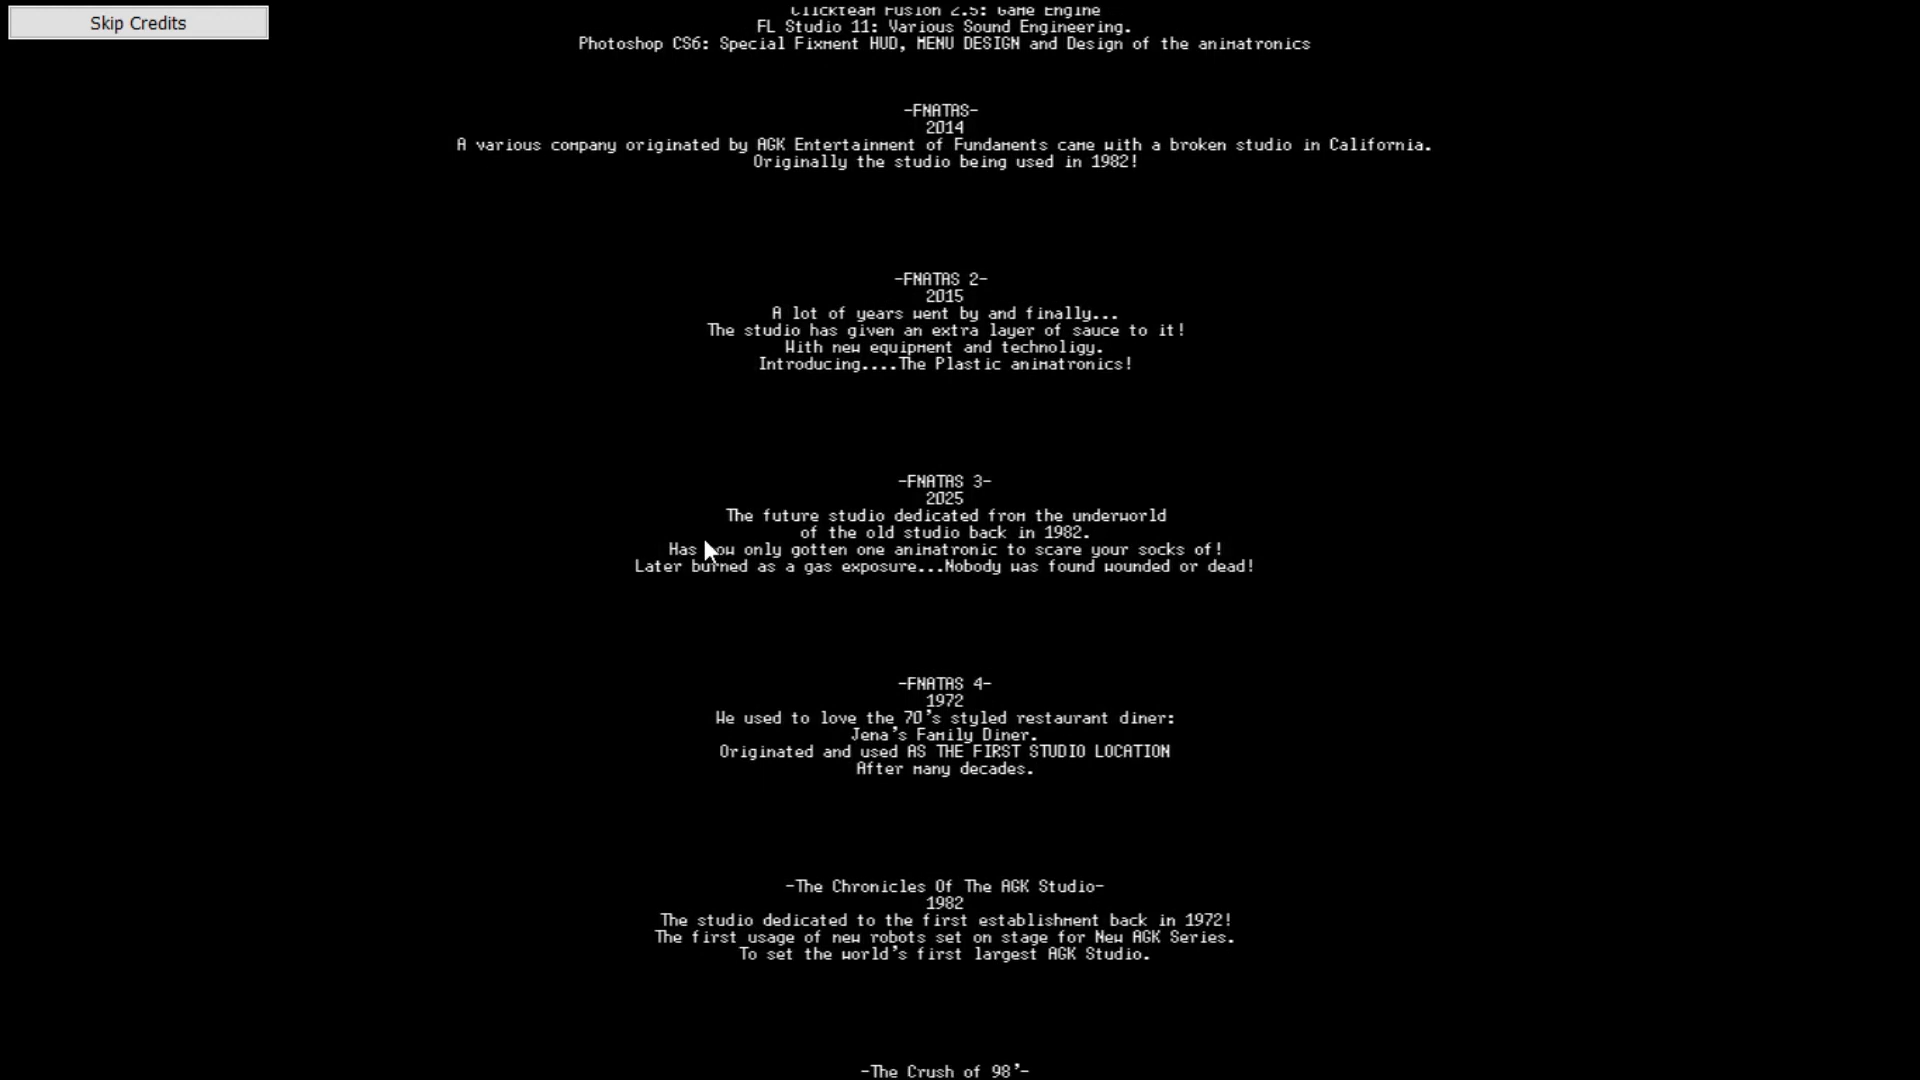 Skip Credits
Clickteam Fusion 2.5: Game Engine
FL Studio 11: Various Sound Engineering.
Photoshop CS6: Special Fixment HUD, MENU DESIGN and Design of the animatronics
-FNATAS-
2014
A various company originated by AGK Entertainment of Fundaments came with a broken studio in California.
Originally the studio being used in 1982!
-FNATAS 2-
2015
A lot of years went by and finally...
The studio has given an extra layer of sauce to it!
With new equipment and technoligy.
Introducing....The Plastic animatronics!
-FNATAS 3-
2025
The future studio dedicated from the underworld
of the old studio back in 1982.
Has only gotten one animatronic to scare your socks of!
Later burned as a gas exposure...Nobody was found wounded or dead!
-FNATAS 4-
1972
We used to love the 70's styled restaurant diner:
Jena's Family Diner.
Originated and used AS THE FIRST STUDIO LOCATION
After many decades.
-The Chronicles Of The AGK Studio-
1982
The studio dedicated to the first establishment back in 1972!
The first usage of new robots set on stage for New AGK Series.
To set the world's first largest AGK Studio.
-The Crush of 98'-